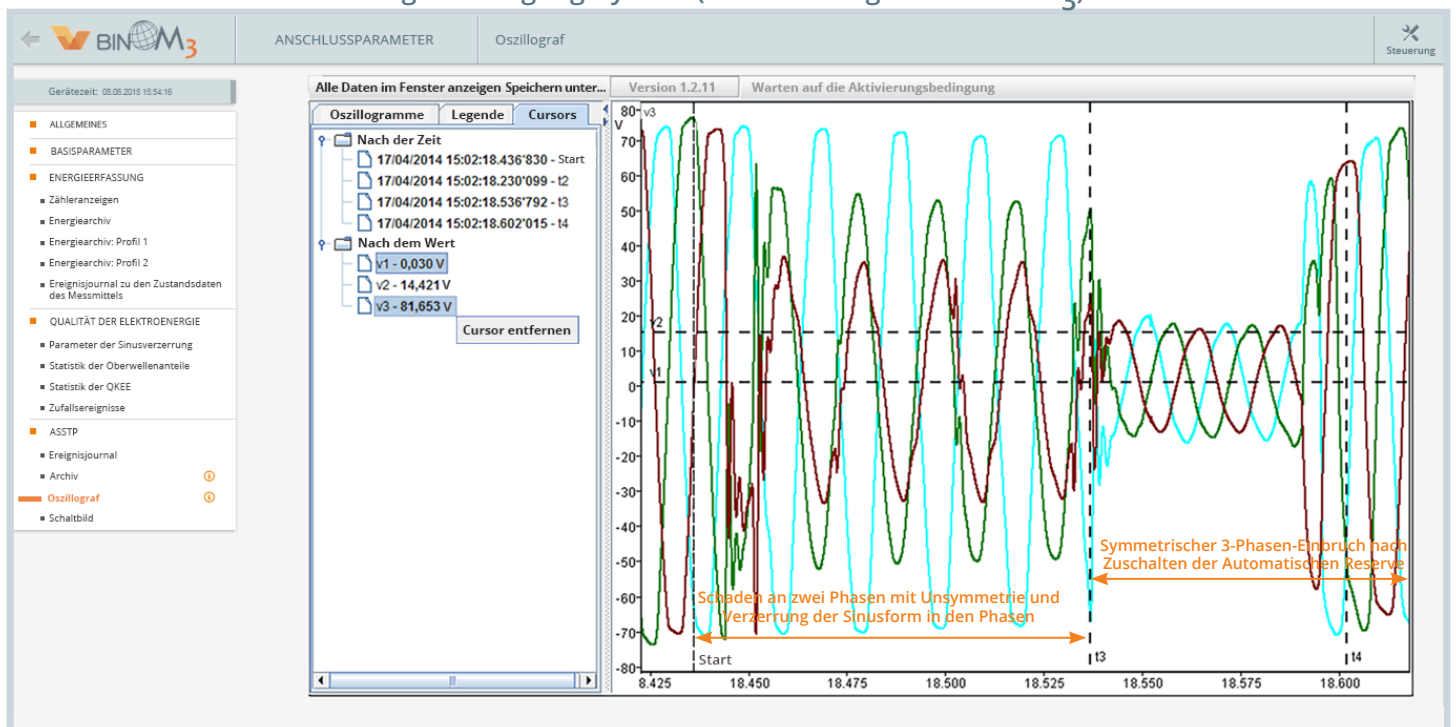 BINOM3
ANSCHLUSSPARAMETER
Oszillograf
Steuerung
Gerätezeit: 08.06.2015 15:54:16
ALLGEMEINES
BASISPARAMETER
ENERGIEERFASSUNG
Zähleranzeigen
Energiearchiv
Energiearchiv: Profil 1
Energiearchiv: Profil 2
Ereignisjournal zu den Zustandsdaten
des Messmittels
QUALITÄT DER ELEKTROENERGIE
Parameter der Sinusverzerrung
Statistik der Oberwellenanteile
Statistik der QKEE
Zufallsereignisse
ASSTP
Ereignisjournal
Archiv
Oszillograf
Schaltbild
Alle Daten im Fenster anzeigen Speichern unter...
Version 1.2.11
Warten auf die Aktivierungsbedingung
Oszillogramme
Legende
Cursors
Nach der Zeit
17/04/2014 15:02:18.436'830 - Start
17/04/2014 15:02:18.230'099 - t2
17/04/2014 15:02:18.536'792 - t3
17/04/2014 15:02:18.602'015 - t4
Nach dem Wert
v1 - 0,030 V
v2 - 14,421 V
v3 - 81,653 V
Cursor entfernen
80
v3
V
70
60
50
40
30
20
v2
10
v1
0
-10
-20
-30
-40
-50
-60
-70
-80
Symmetrischer 3-Phasen-Einbruch nach
Zuschalten der Automatischen Reserve
Schaden an zwei Phasen mit Unsymmetrie und
Verzerrung der Sinusform in den Phasen
Start
t3
t4
8.425
18.450
18.475
18.500
18.525
18.550
18.575
18.600